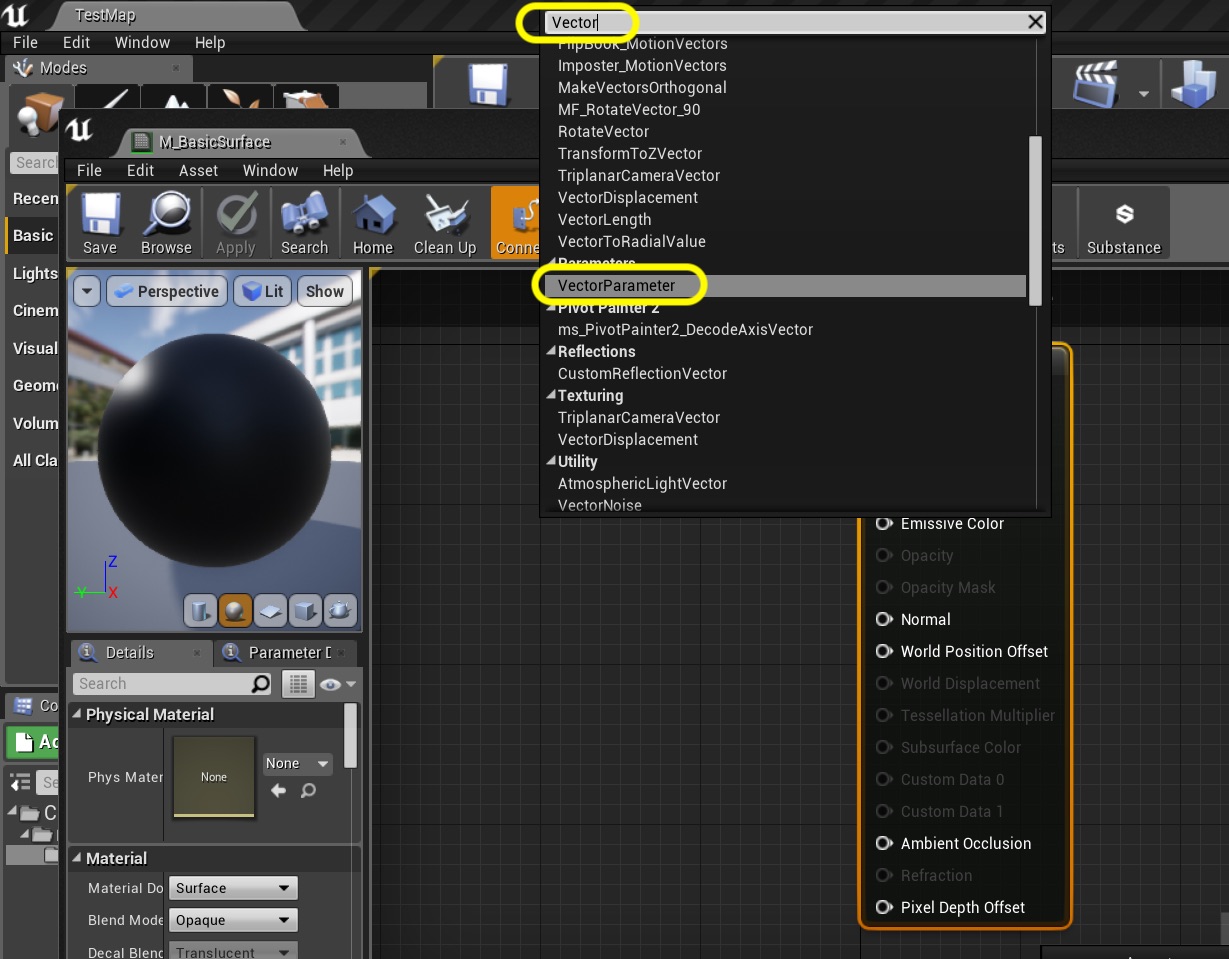 TestMap
File Edit Window Help
Modes
Search
Recen
Basic
Lights
Cinem
Visual
Geome
Volum
All Cla
Co
Ad
Se
C
M_BasicSurface
File Edit Asset Window Help
Save Browse Apply Search Home Clean Up Conne
ts Substance
Perspective Lit Show
Z
Y X
Details Parameter D
Search
Physical Material
Phys Mater None None
Material
Material Do Surface
Blend Mode Opaque
Decal Blend Translucent
Vector
FlipBook_MotionVectors
Imposter_MotionVectors
MakeVectorsOrthogonal
MF_RotateVector_90
RotateVector
TransformToZVector
TriplanarCameraVector
VectorDisplacement
VectorLength
VectorToRadialValue
Parameters
VectorParameter
Pivot Painter 2
ms_PivotPainter2_DecodeAxisVector
Reflections
CustomReflectionVector
Texturing
TriplanarCameraVector
VectorDisplacement
Utility
AtmosphericLightVector
VectorNoise
Emissive Color
Opacity
Opacity Mask
Normal
World Position Offset
World Displacement
Tessellation Multiplier
Subsurface Color
Custom Data 0
Custom Data 1
Ambient Occlusion
Refraction
Pixel Depth Offset